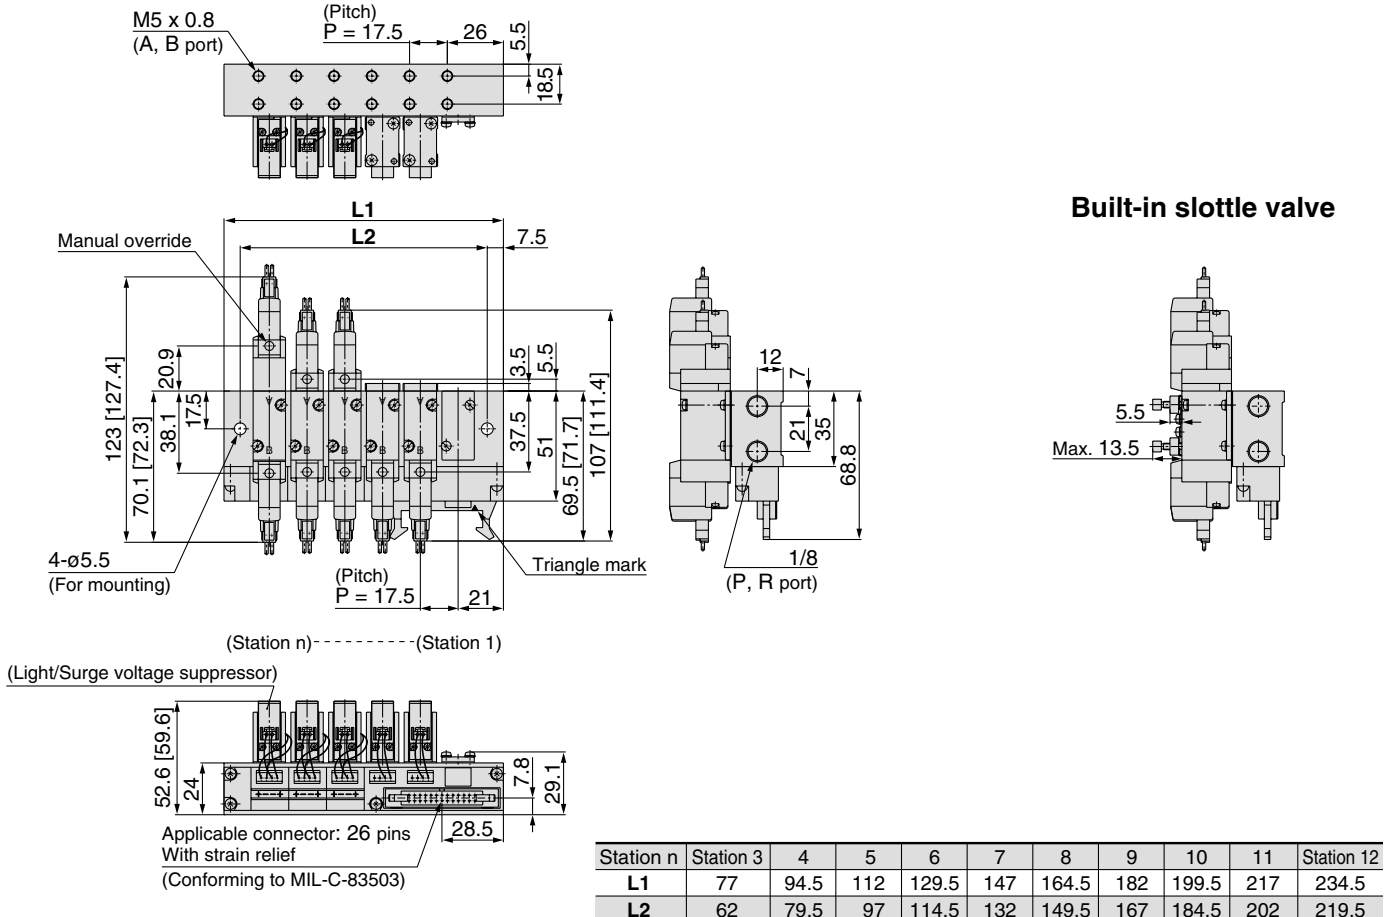 M5 x 0.8
(A, B port)
(Pitch)
P = 17.5
26
5.5
18.5
Built-in slottle valve
L1
L2
7.5
Manual override
123 [127.4]
70.1 [72.3]
20.9
38.1
17.5
V
V
V
B
B
B
3.5
5.5
37.5
51
69.5 [71.7]
107 [111.4]
4-ø5.5
(For mounting)
(Pitch)
P = 17.5
21
Triangle mark
12
7
21
35
68.8
1/8
(P, R port)
5.5
Max. 13.5
(Station n)----------(Station 1)
(Light/Surge voltage suppressor)
52.6 [59.6]
24
7.8
29.1
28.5
Applicable connector: 26 pins
With strain relief
(Conforming to MIL-C-83503)
Station n Station 3 4 5 6 7 8 9 10 11 Station 12
L1 77 94.5 112 129.5 147 164.5 182 199.5 217 234.5
L2 62 79.5 97 114.5 132 149.5 167 184.5 202 219.5